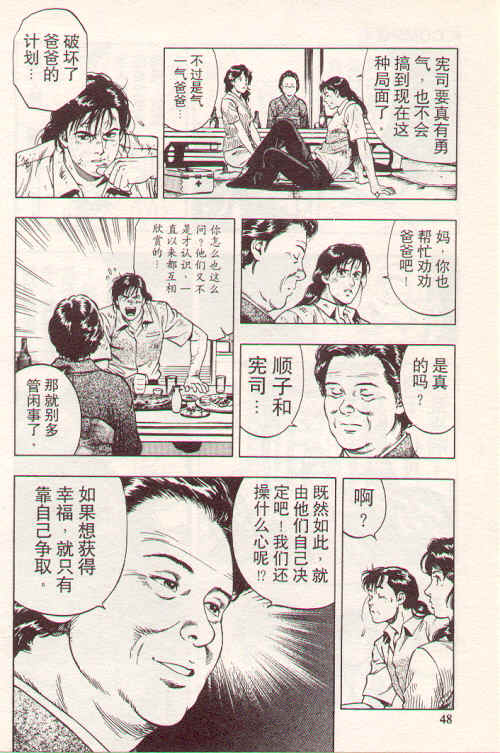 宪司要真有勇
气，也不会
搞到现在这
种局面了。
不过是气
一气爸爸…
破坏了
爸爸的
计划…
妈，你也
帮忙劝劝
爸爸吧！
你怎么也这么
问？他们又不
是才认识，一
直以来都互相
欣赏的…
那就别多
管闲事了。
是真
的吗？
顺子和
宪司…
啊？
既然如此，就
由他们自己决
定吧！我们还
操什么心呢!?
如果想获得
幸福，就只有
靠自己争取。
48